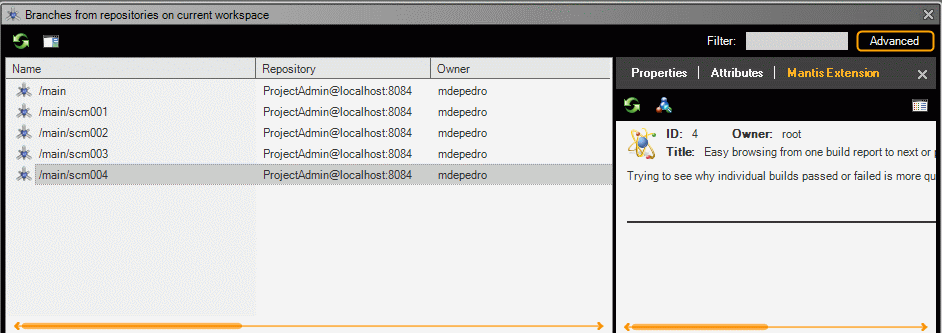 Branches from repositories on current workspace
Filter: Advanced
Name Repository Owner
/main ProjectAdmin@localhost:8084 mdepedro
/main/scm001 ProjectAdmin@localhost:8084 mdepedro
/main/scm002 ProjectAdmin@localhost:8084 mdepedro
/main/scm003 ProjectAdmin@localhost:8084 mdepedro
/main/scm004 ProjectAdmin@localhost:8084 mdepedro
Properties Attributes Mantis Extension
ID: 4 Owner: root
Title: Easy browsing from one build report to next or
Trying to see why individual builds passed or failed is more